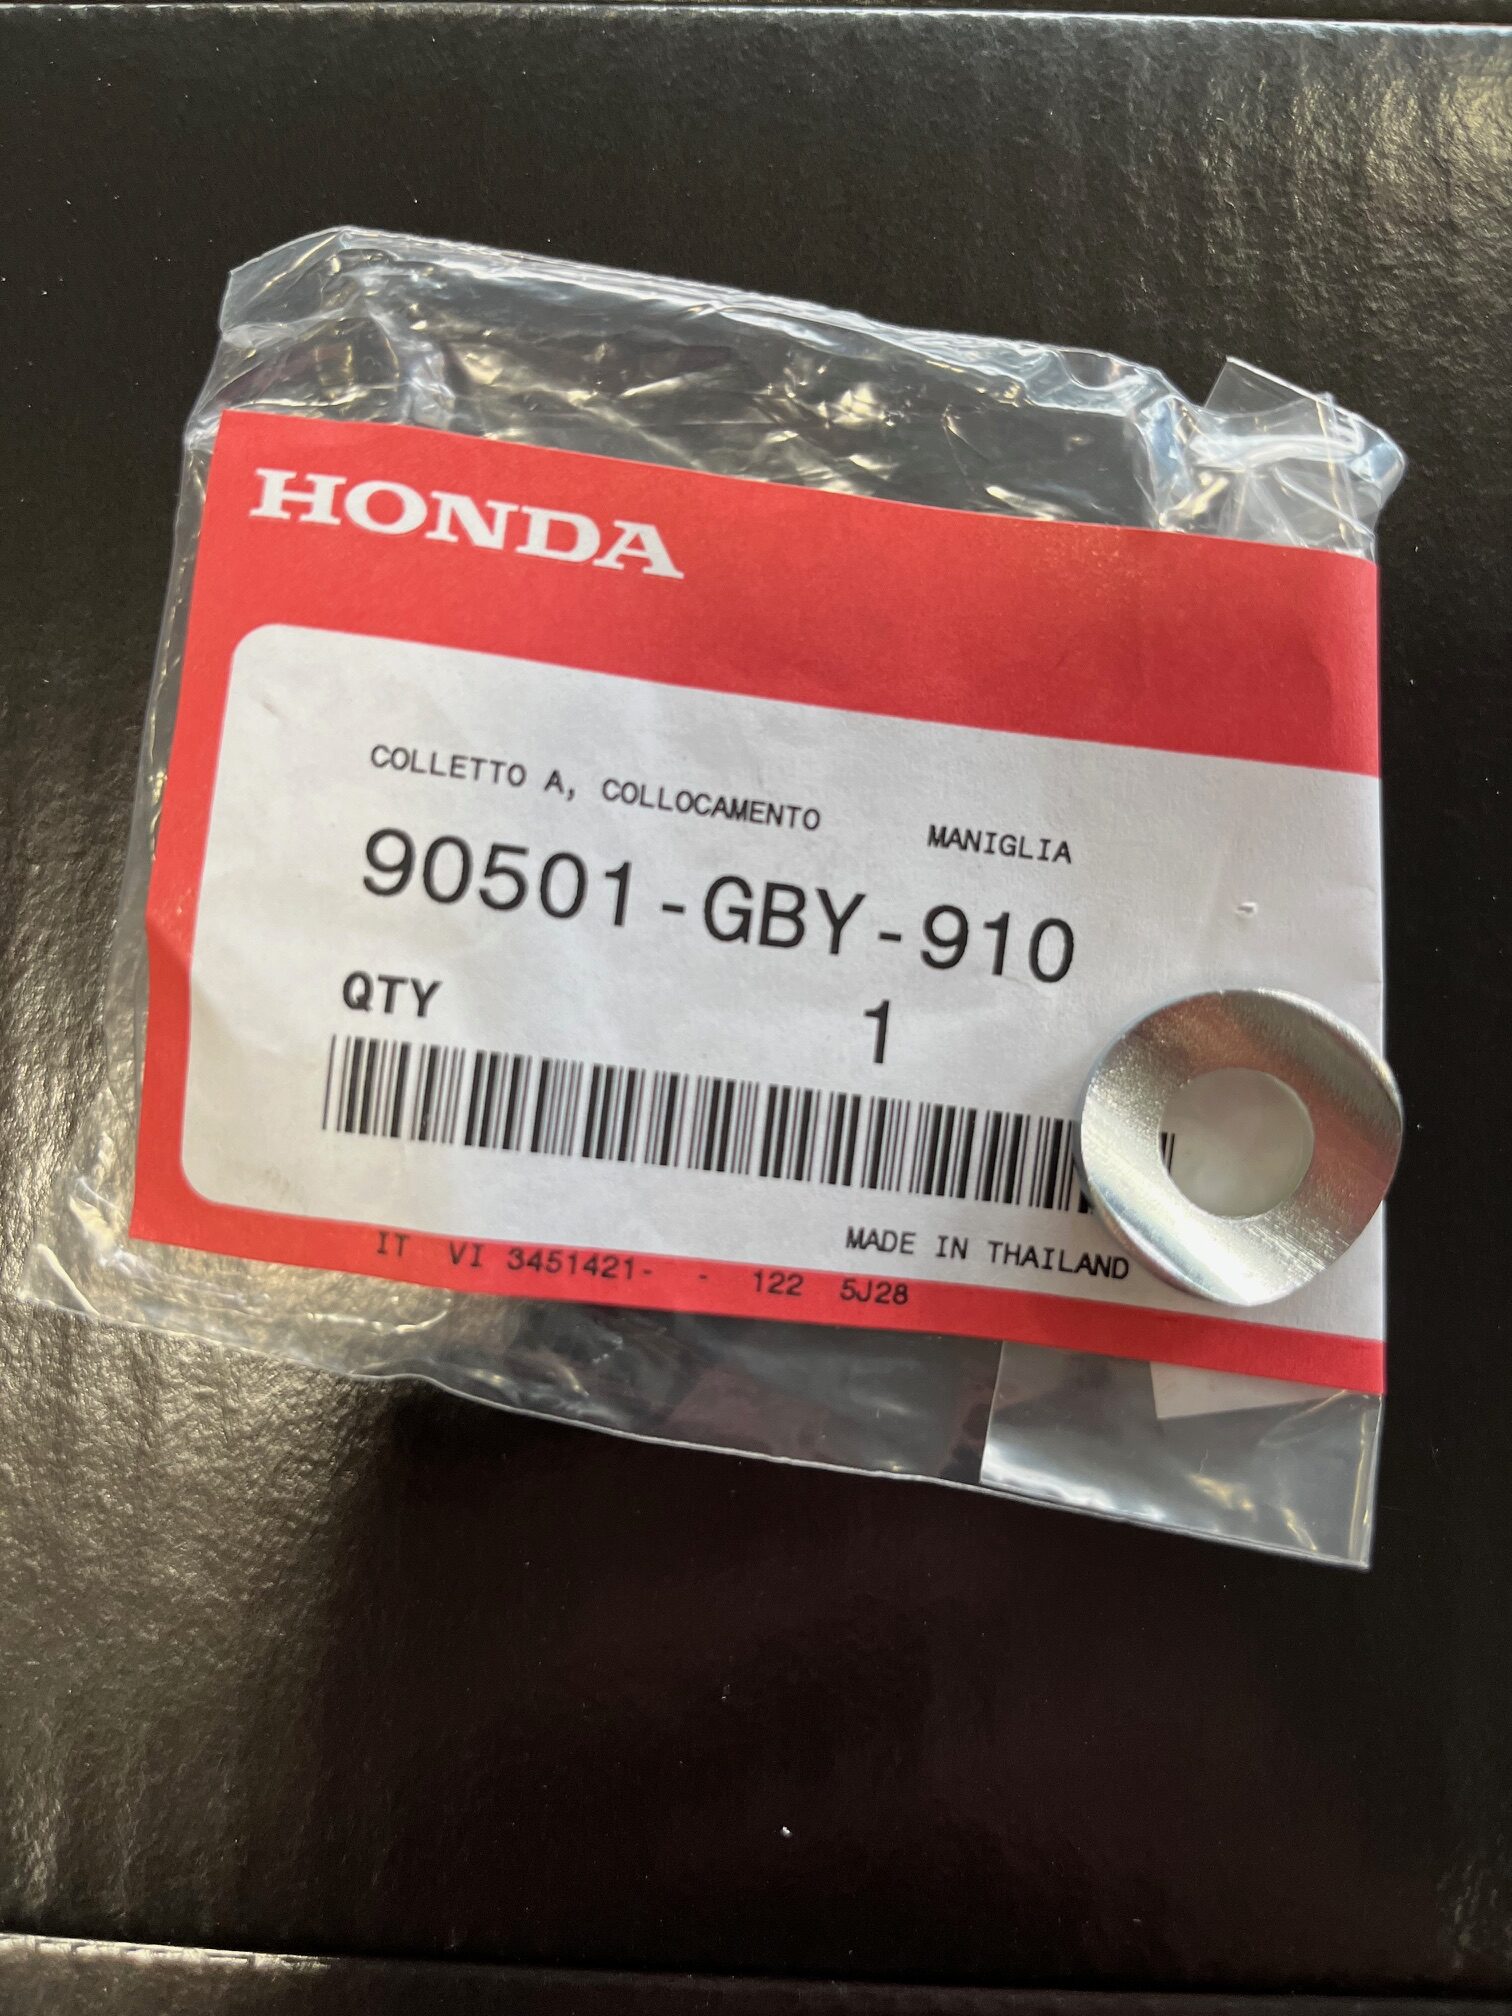 HONDA
COLLETTO A, COLLOCAMENTO MANIGLIA
90501-GBY-910
QTY 1
MADE IN THAILAND
IT VI 3451421- - 122 5J28